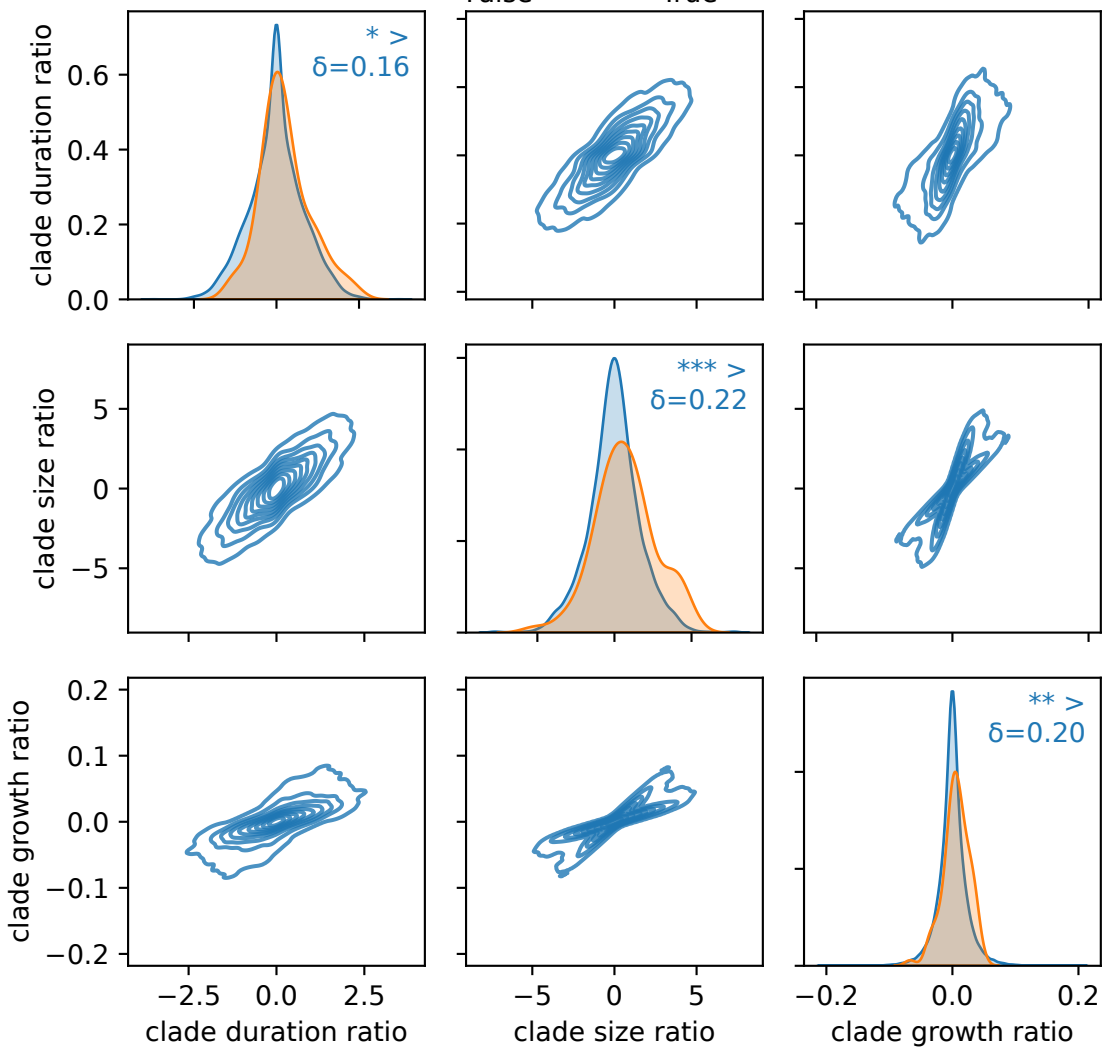 clade duration ratio
0.6
0.4
0.2
0.0
* >
δ=0.16
clade size ratio
5
0
−5
*** >
δ=0.22
clade growth ratio
0.2
0.1
0.0
−0.1
−0.2
** >
δ=0.20
−2.5 0.0 2.5
−5 0 5
−0.2 0.0 0.2
clade duration ratio
clade size ratio
clade growth ratio